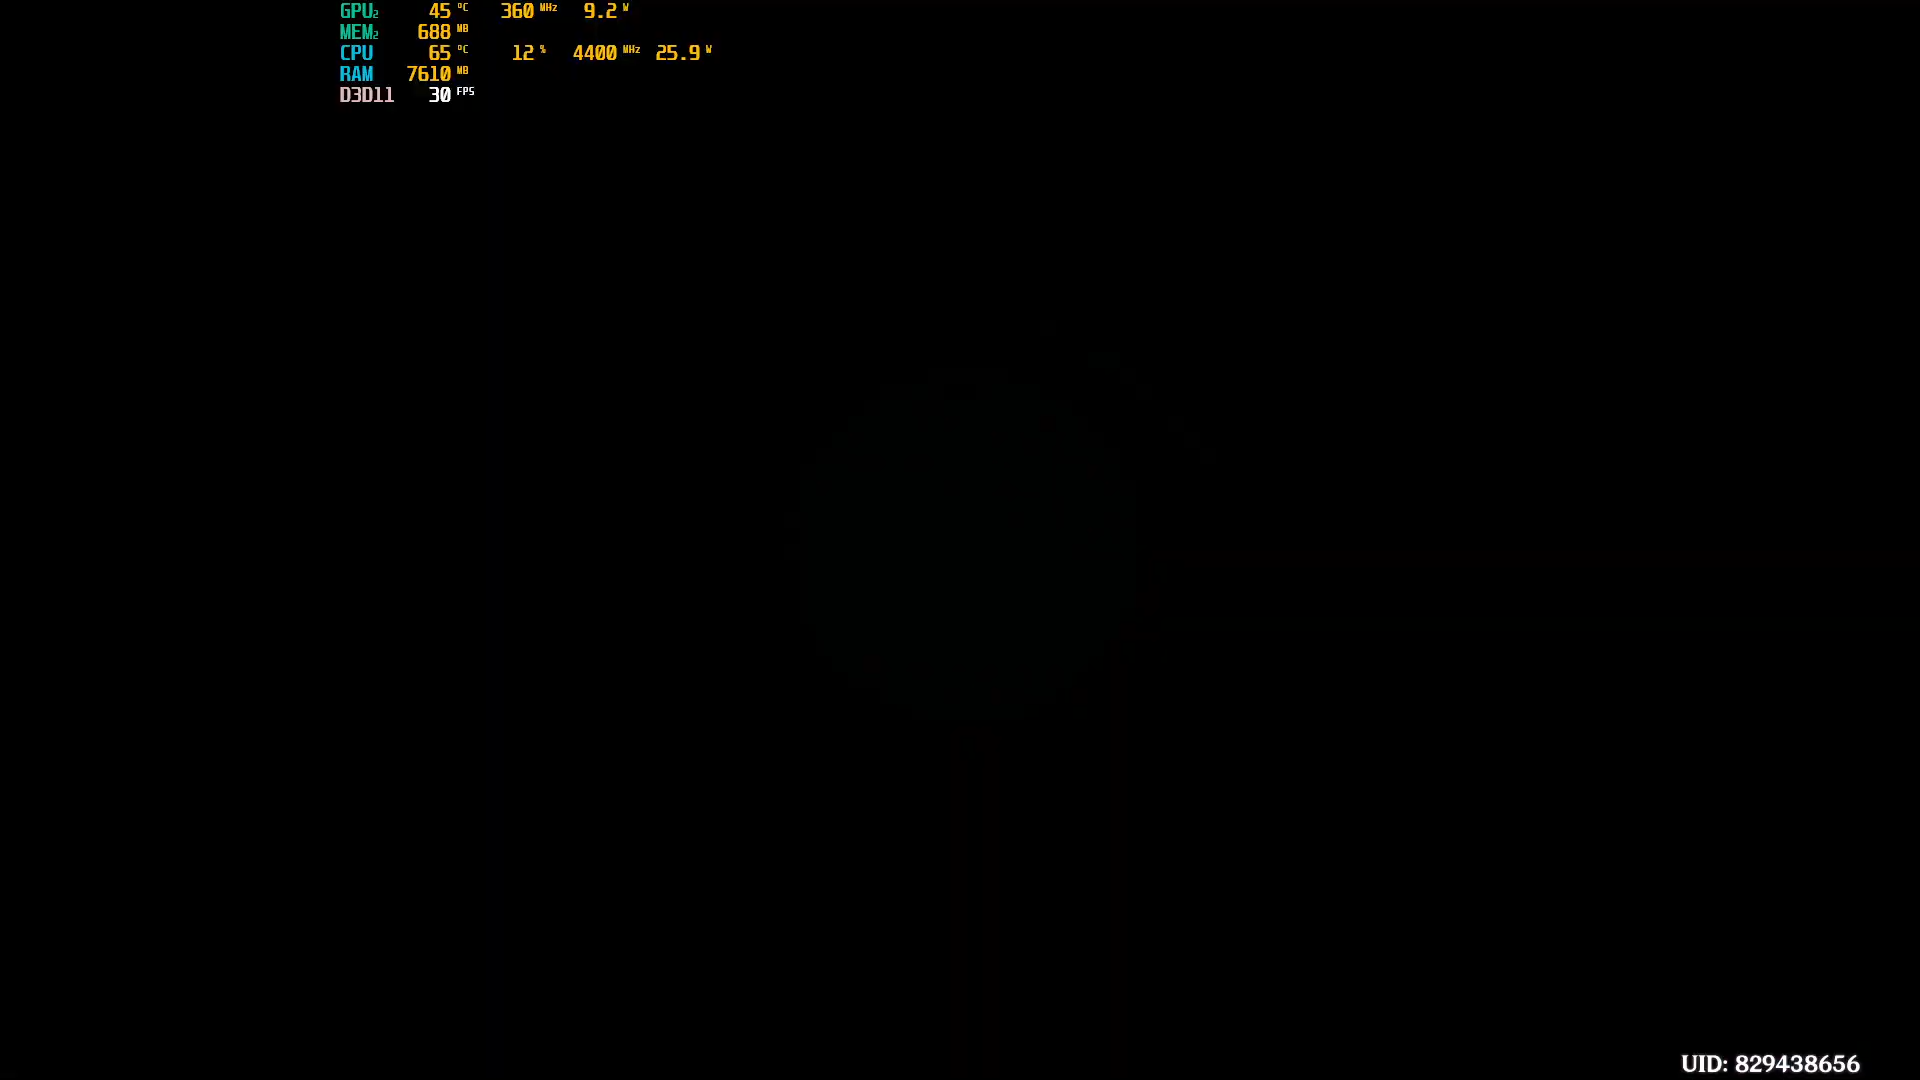 GPU₂ 45 °C 360 MHz 9.2 W
MEM₂ 688 MB
CPU 65 °C 12 % 4400 MHz 25.9 W
RAM 7610 MB
D3D11 30 FPS
UID: 829438656